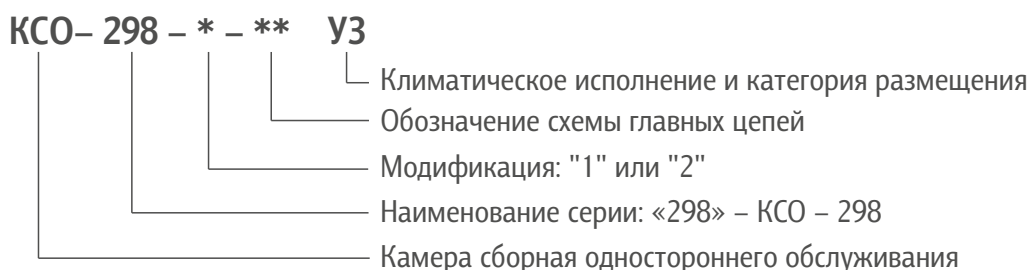 КСО– 298 – * – ** У3
Климатическое исполнение и категория размещения
Обозначение схемы главных цепей
Модификация: "1" или "2"
Наименование серии: «298» – КСО – 298
Камера сборная одностороннего обслуживания